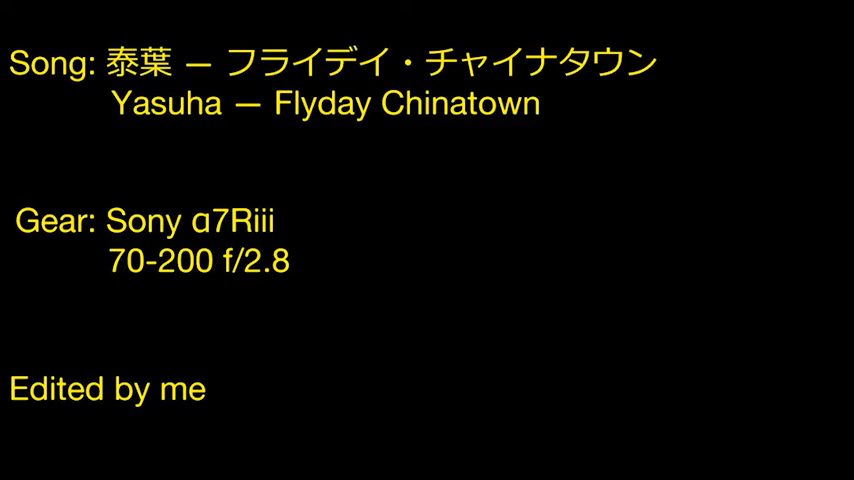 Song: 泰葉 — フライデイ・チャイナタウン
Yasuha — Flyday Chinatown
Gear: Sony α7Riii
70-200 f/2.8
Edited by me